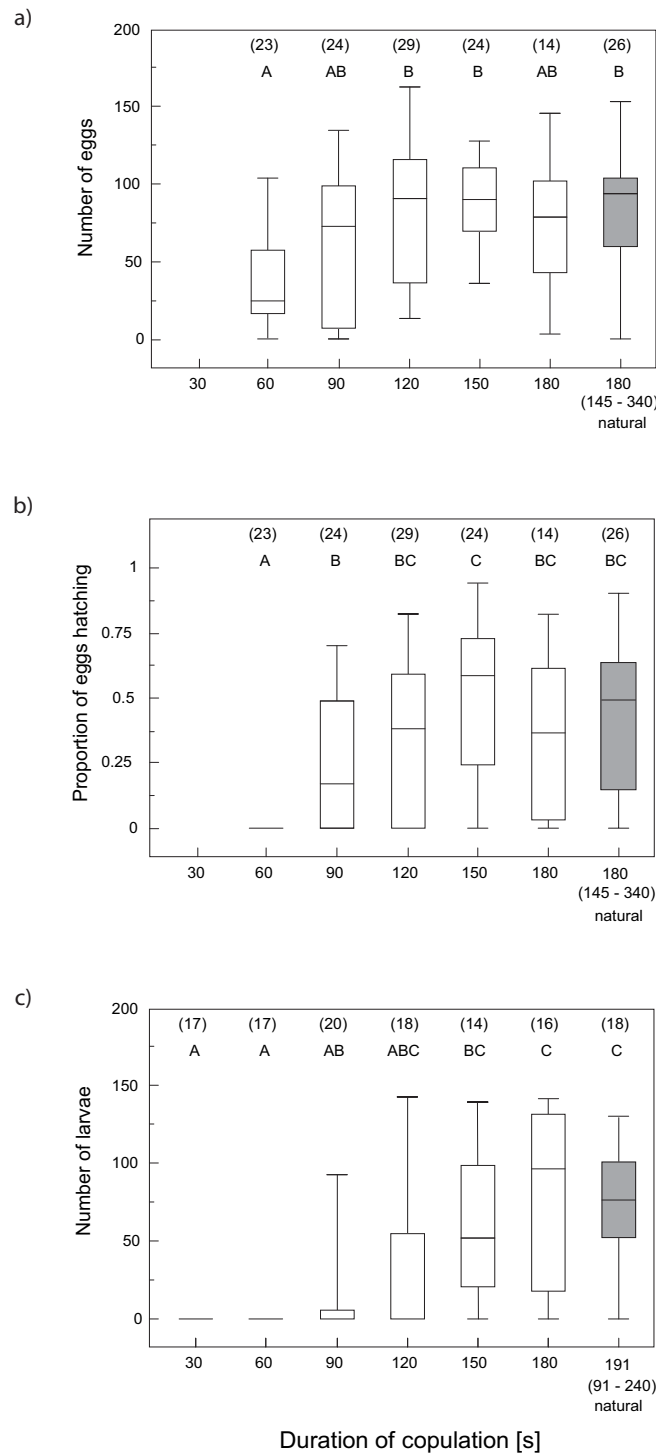 a)
200
(23) (24) (29) (24) (14) (26)
A AB B B AB B
150
Number of eggs
100
50
0
30 60 90 120 150 180 180
(145 - 340)
natural
b)
(23) (24) (29) (24) (14) (26)
A B BC C BC BC
1
0.75
Proportion of eggs hatching
0.5
0.25
0
30 60 90 120 150 180 180
(145 - 340)
natural
c)
200
(17) (17) (20) (18) (14) (16) (18)
A A AB ABC BC C C
150
Number of larvae
100
50
0
30 60 90 120 150 180 191
(91 - 240)
natural
Duration of copulation [s]